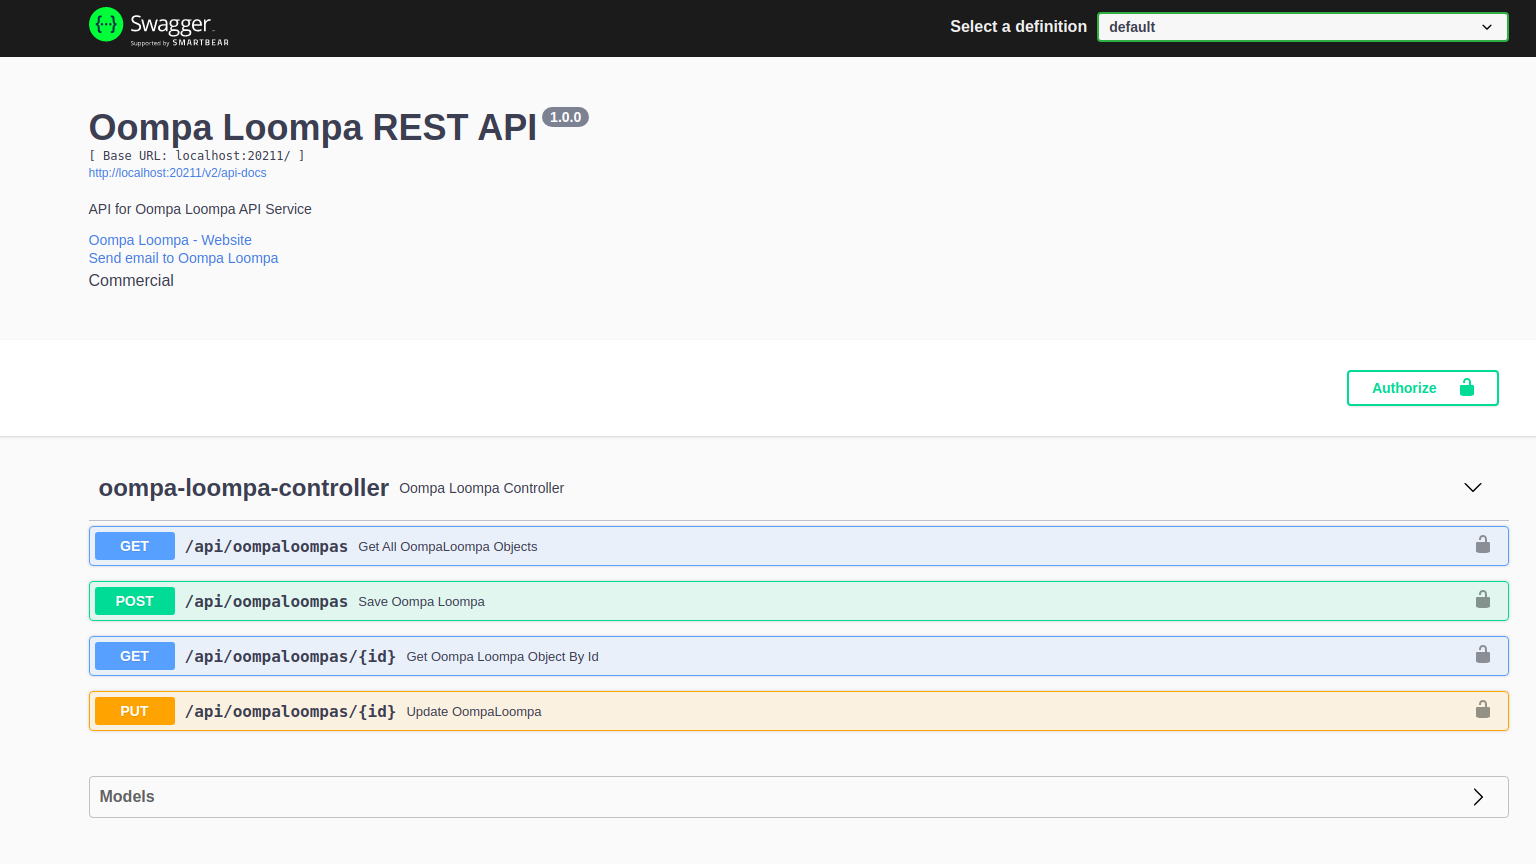 Swagger
Supported by SMARTBEAR
Select a definition
default
Oompa Loompa REST API 1.0.0
[ Base URL: localhost:20211/ ]
http://localhost:20211/v2/api-docs
API for Oompa Loompa API Service
Oompa Loompa - Website
Send email to Oompa Loompa
Commercial
Authorize
oompa-loompa-controller Oompa Loompa Controller
GET /api/oompaloompas Get All OompaLoompa Objects
POST /api/oompaloompas Save Oompa Loompa
GET /api/oompaloompas/{id} Get Oompa Loompa Object By Id
PUT /api/oompaloompas/{id} Update OompaLoompa
Models